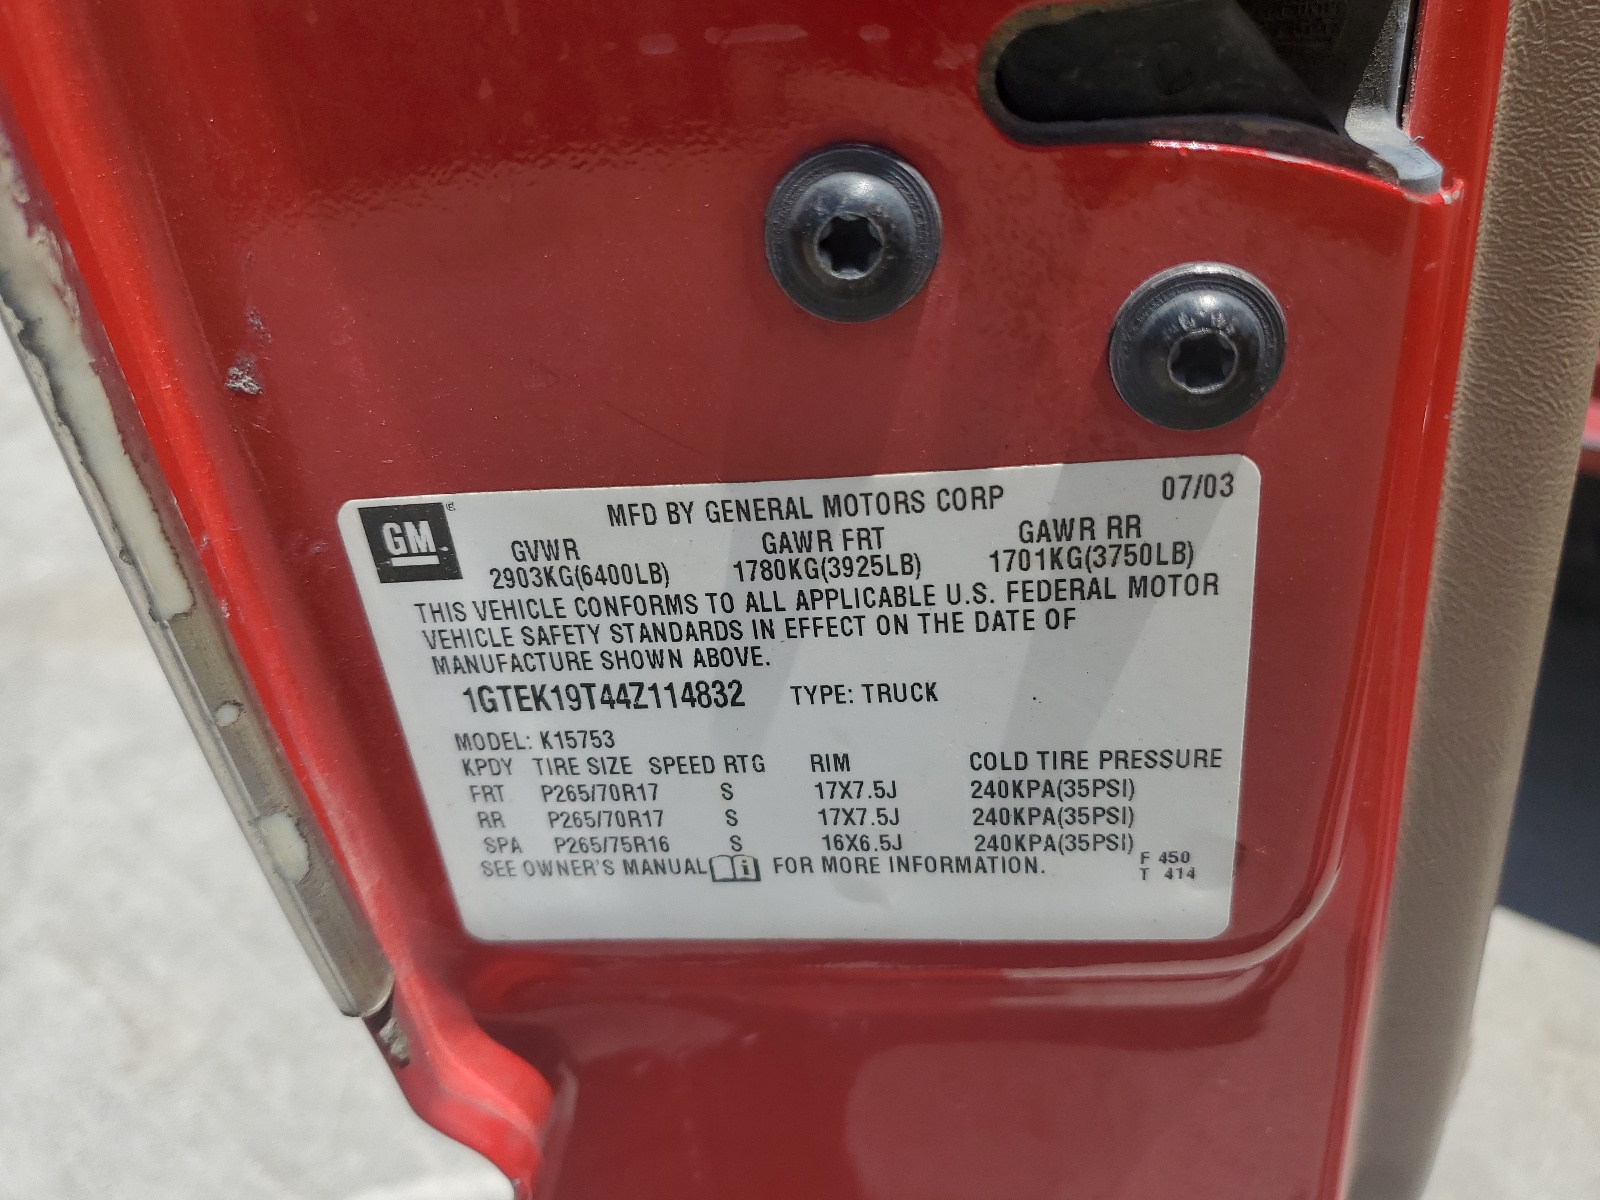 GM
MFD BY GENERAL MOTORS CORP 07/03
GVWR GAWR FRT GAWR RR
2903KG(6400LB) 1780KG(3925LB) 1701KG(3750LB)
THIS VEHICLE CONFORMS TO ALL APPLICABLE U.S. FEDERAL MOTOR
VEHICLE SAFETY STANDARDS IN EFFECT ON THE DATE OF
MANUFACTURE SHOWN ABOVE.
1GTEK19T44Z114832 TYPE: TRUCK
MODEL: K15753
KPDY TIRE SIZE SPEED RTG RIM COLD TIRE PRESSURE
FRT P265/70R17 S 17X7.5J 240KPA(35PSI)
RR P265/70R17 S 17X7.5J 240KPA(35PSI)
SPA P265/75R16 S 16X6.5J 240KPA(35PSI)
SEE OWNER'S MANUAL i FOR MORE INFORMATION.
F 450
T 414